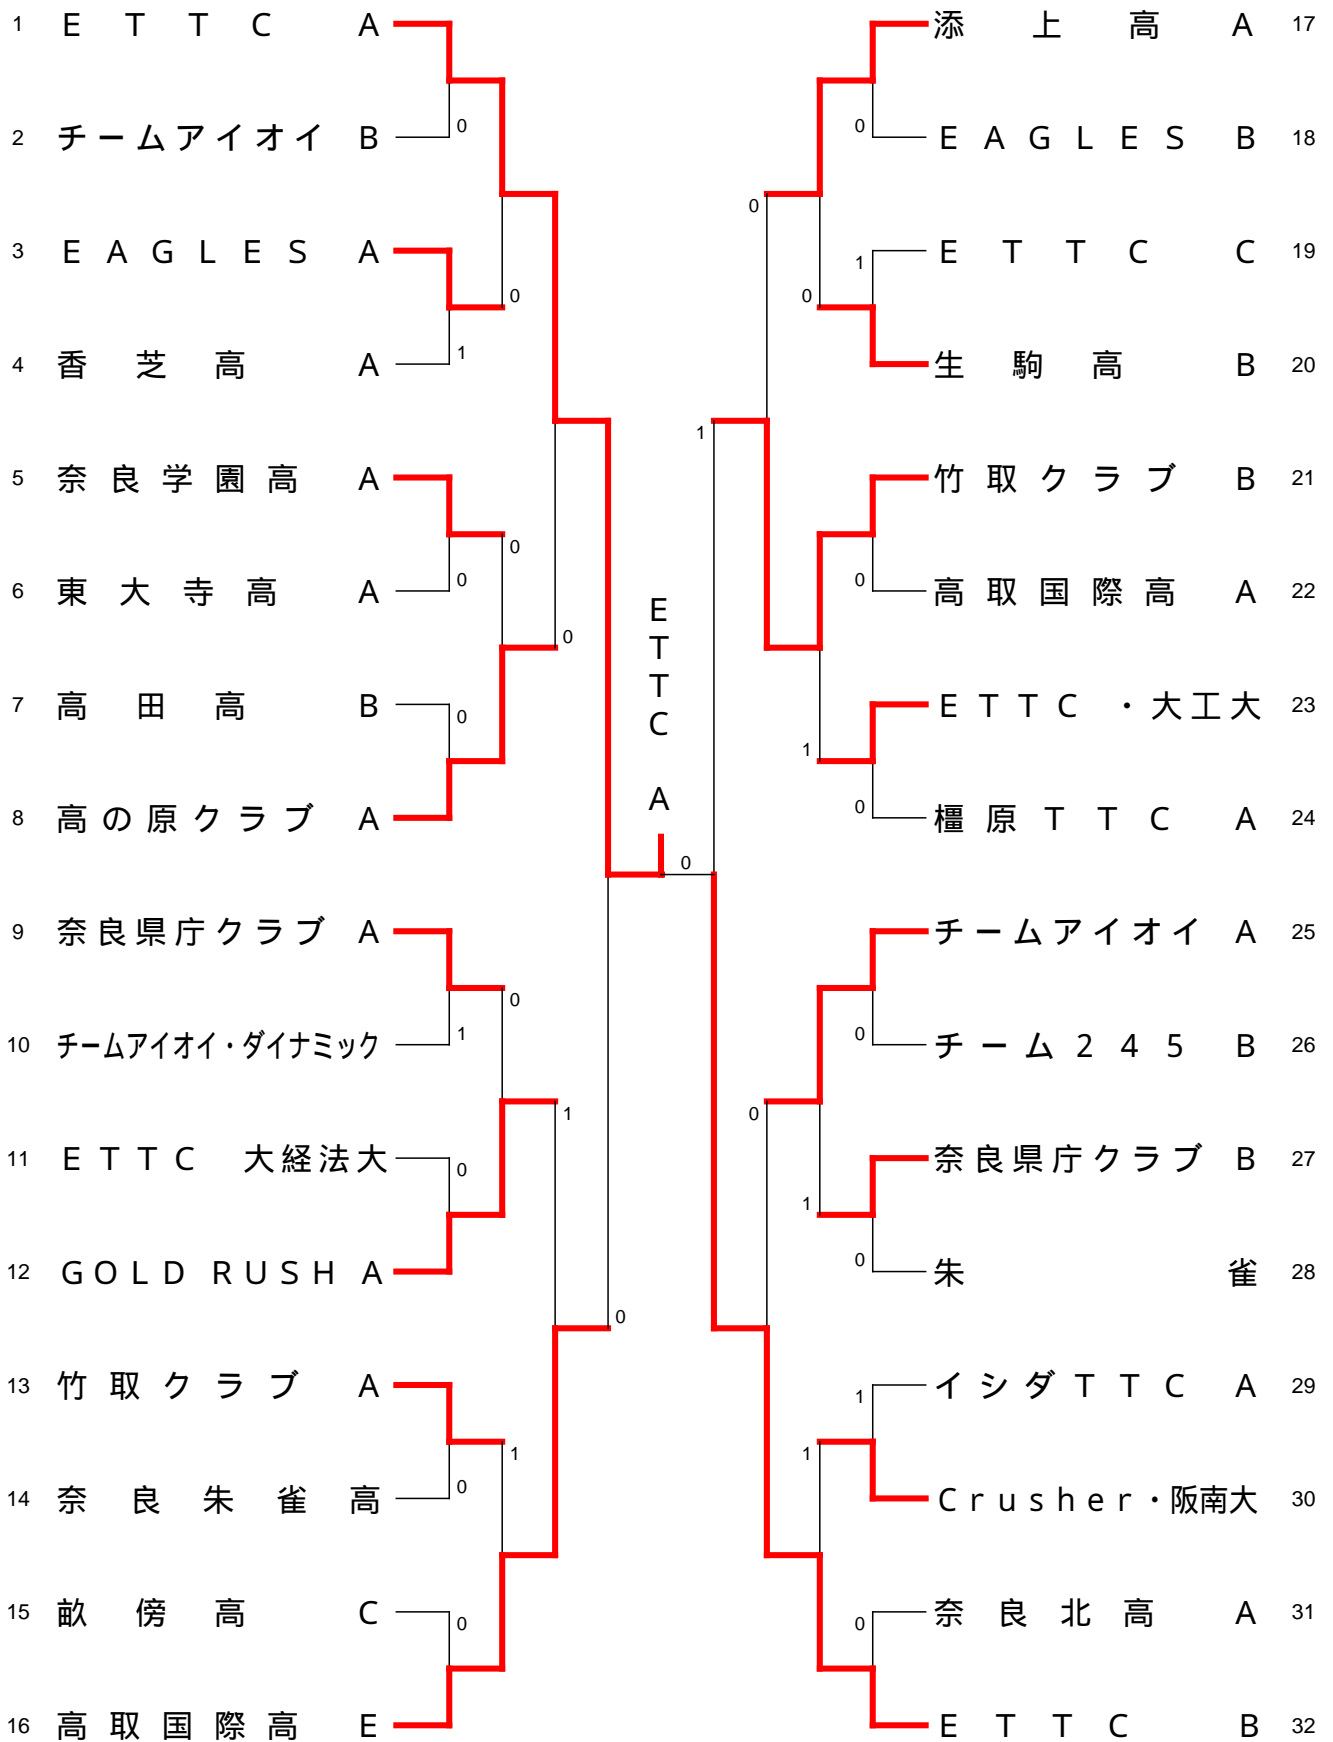 1 ETTC A
0
2 チームアイオイ B
3 EAGLES A
0
1
4 香芝高 A
5 奈良学園高 A
0
0
6 東大寺高 A
0
7 高田高 B
0
8 高の原クラブ A
9 奈良県庁クラブ A
0
1
10 チームアイオイ・ダイナミック
1
11 ETTC 大経法大
0
12 GOLD RUSH A
0
13 竹取クラブ A
1
0
14 奈良朱雀高
15 畝傍高 C
0
16 高取国際高 E
ETTC A
0
添上高 A 17
0
EAGLES B 18
0
ETTC C 19
1
0
生駒高 B 20
1
竹取クラブ B 21
0
高取国際高 A 22
ETTC ・大工大 23
1
0
橿原TTC A 24
チームアイオイ A 25
0
チーム245 B 26
0
奈良県庁クラブ B 27
1
0
朱雀 28
イシダTTC A 29
1
1
Crusher・阪南大 30
奈良北高 A 31
0
ETTC B 32